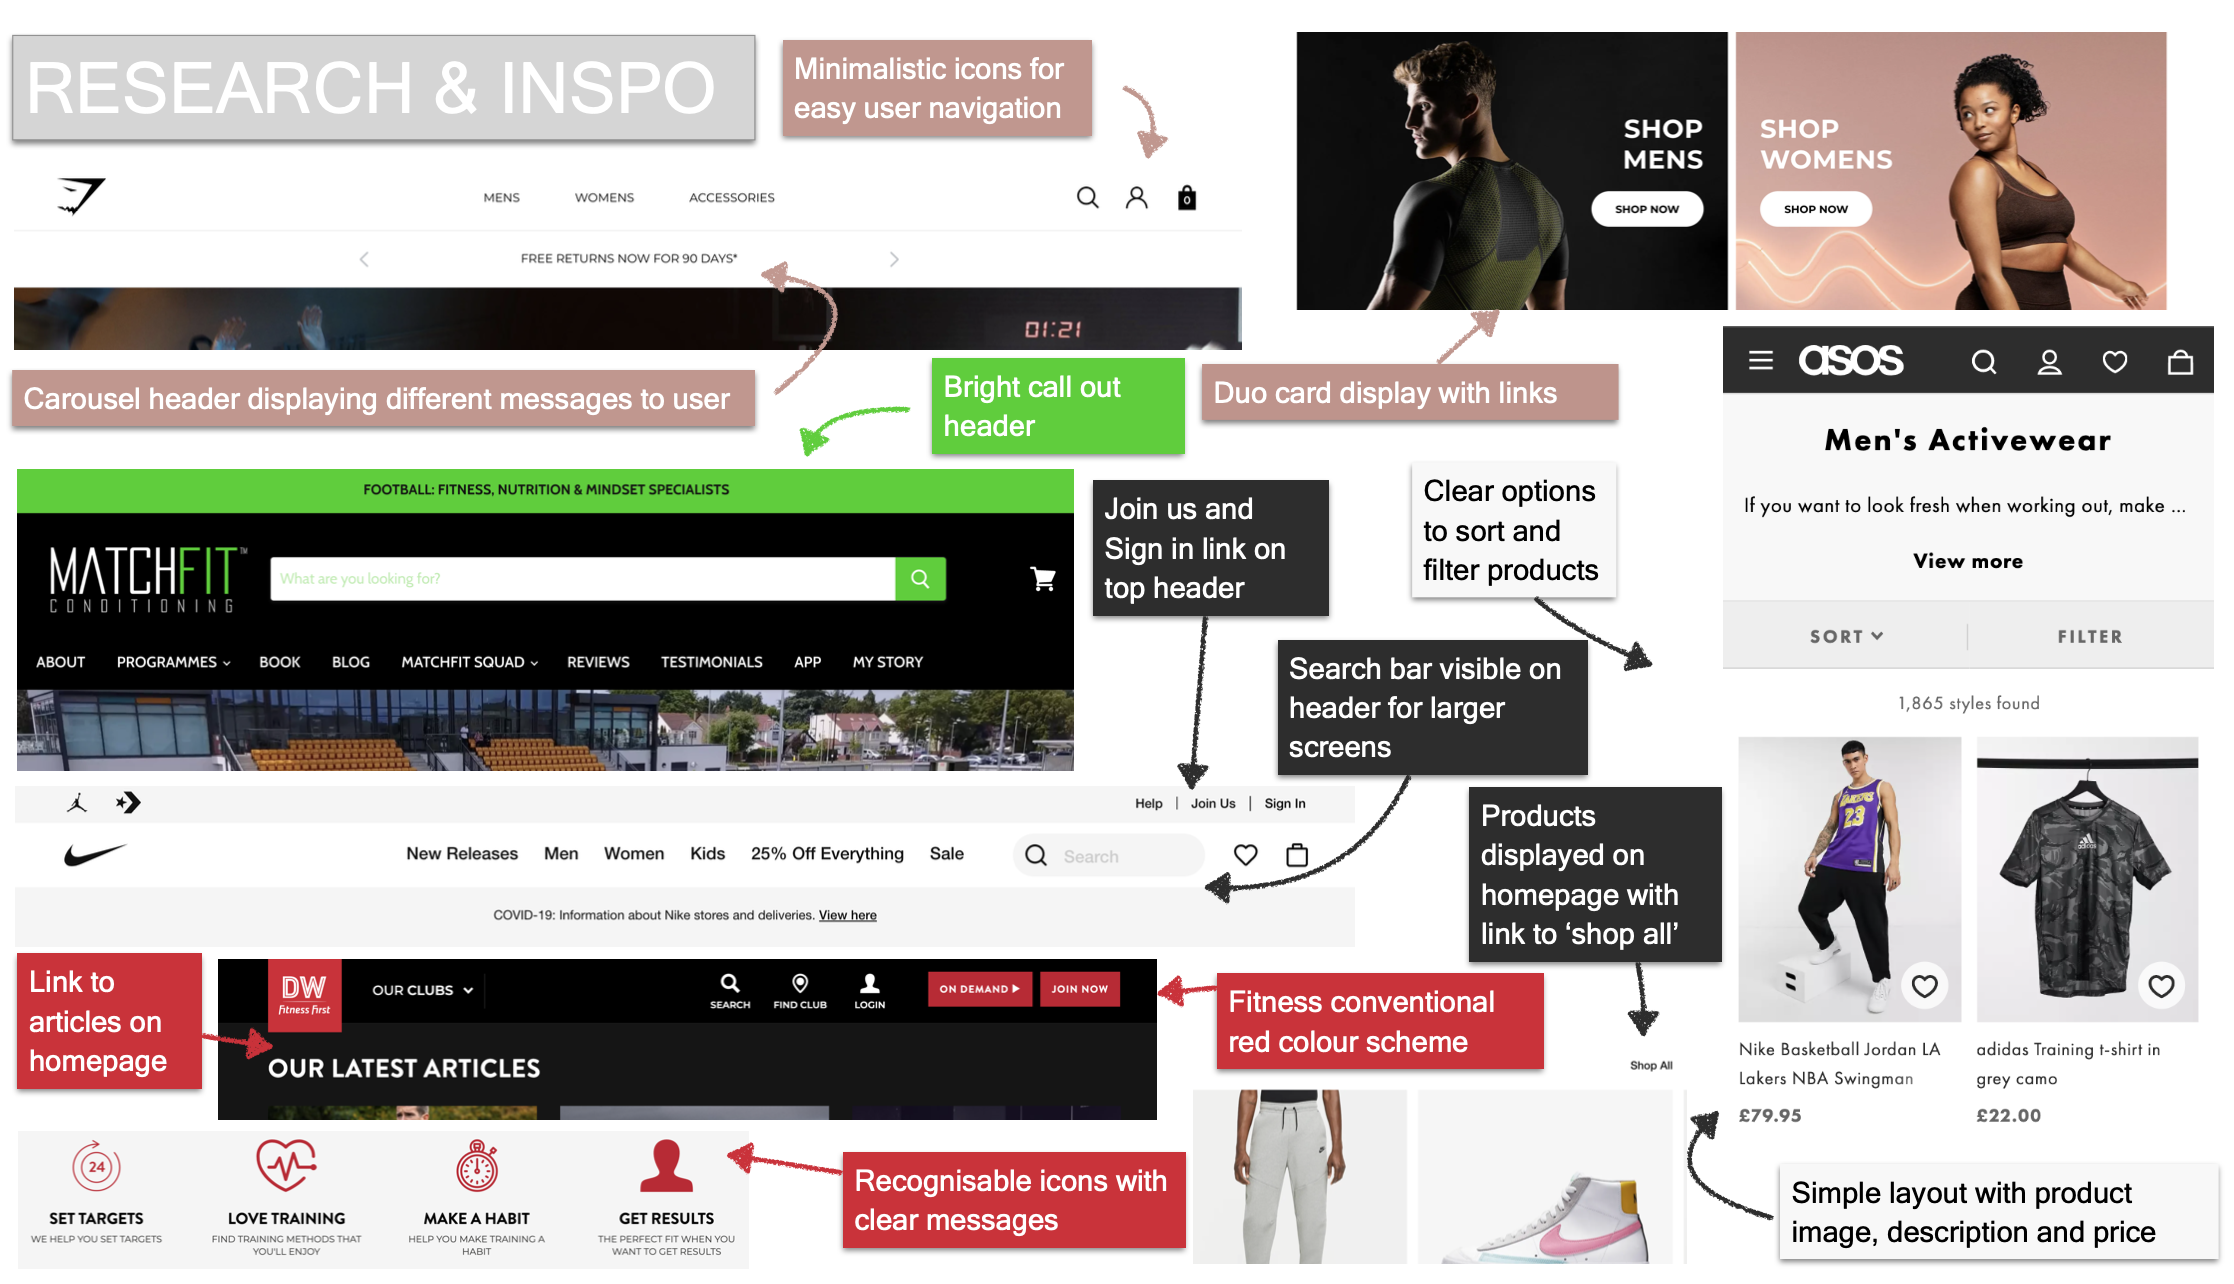 RESEARCH & INSPO
Minimalistic icons for
easy user navigation
MENS
WOMENS
ACCESSORIES
0
FREE RETURNS NOW FOR 90 DAYS*
01:21
Carousel header displaying different messages to user
SHOP
MENS
SHOP NOW
SHOP
WOMENS
SHOP NOW
Duo card display with links
Bright call out
header
FOOTBALL: FITNESS, NUTRITION & MINDSET SPECIALISTS
MATCHFIT™
CONDITIONING
What are you looking for?
ABOUT PROGRAMMES BOOK BLOG MATCHFIT SQUAD REVIEWS TESTIMONIALS APP MY STORY
Join us and
Sign in link on
top header
Clear options
to sort and
filter products
Search bar visible on
header for larger
screens
Help | Join Us | Sign In
New Releases Men Women Kids 25% Off Everything Sale
Search
COVID-19: Information about Nike stores and deliveries. View here
Products
displayed on
homepage with
link to ‘shop all’
Link to
articles on
homepage
DW
fitness first
OUR CLUBS
SEARCH
FIND CLUB
LOGIN
ON DEMAND
JOIN NOW
OUR LATEST ARTICLES
Fitness conventional
red colour scheme
24
SET TARGETS
WE HELP YOU SET TARGETS
LOVE TRAINING
FIND TRAINING METHODS THAT
YOU'LL ENJOY
MAKE A HABIT
HELP YOU MAKE TRAINING A
HABIT
GET RESULTS
THE PERFECT FIT WHEN YOU
WANT TO GET RESULTS
Recognisable icons with
clear messages
Shop All
asos
Men's Activewear
If you want to look fresh when working out, make ...
View more
SORT
FILTER
1,865 styles found
LAKERS
23
adidas
Nike Basketball Jordan LA
Lakers NBA Swingman
£79.95
adidas Training t-shirt in
grey camo
£22.00
Simple layout with product
image, description and price